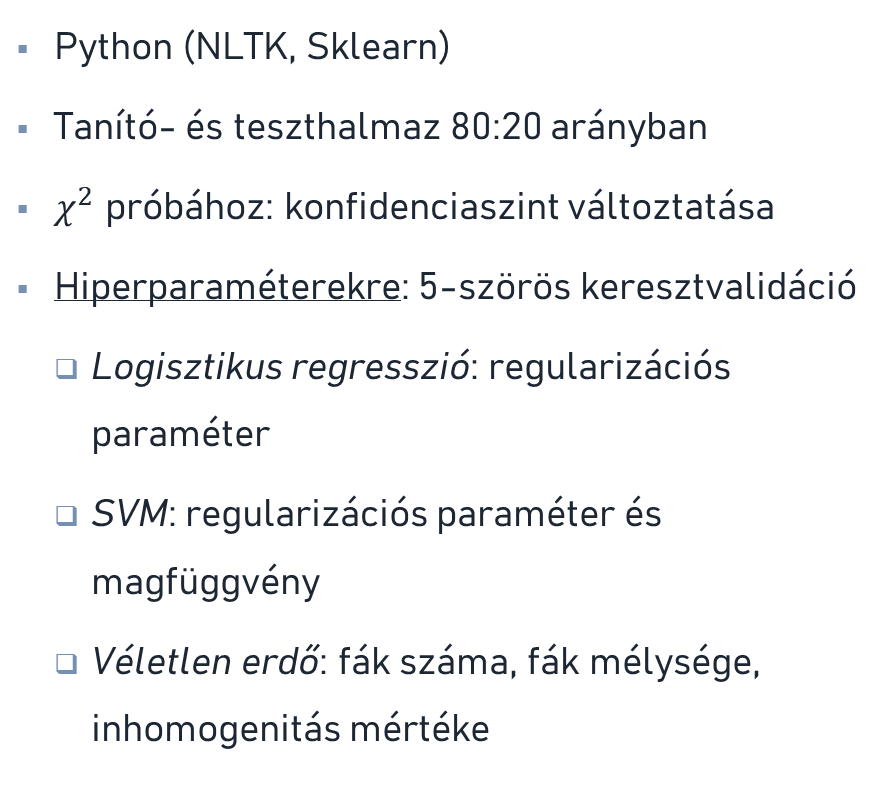 ▪ Python (NLTK, Sklearn)
▪ Tanító- és teszthalmaz 80:20 arányban
▪ χ² próbához: konfidenciaszint változtatása
▪ Hiperparaméterekre: 5-szörös keresztvalidáció
❑ Logisztikus regresszió: regularizációs
paraméter
❑ SVM: regularizációs paraméter és
magfüggvény
❑ Véletlen erdő: fák száma, fák mélysége,
inhomogenitás mértéke